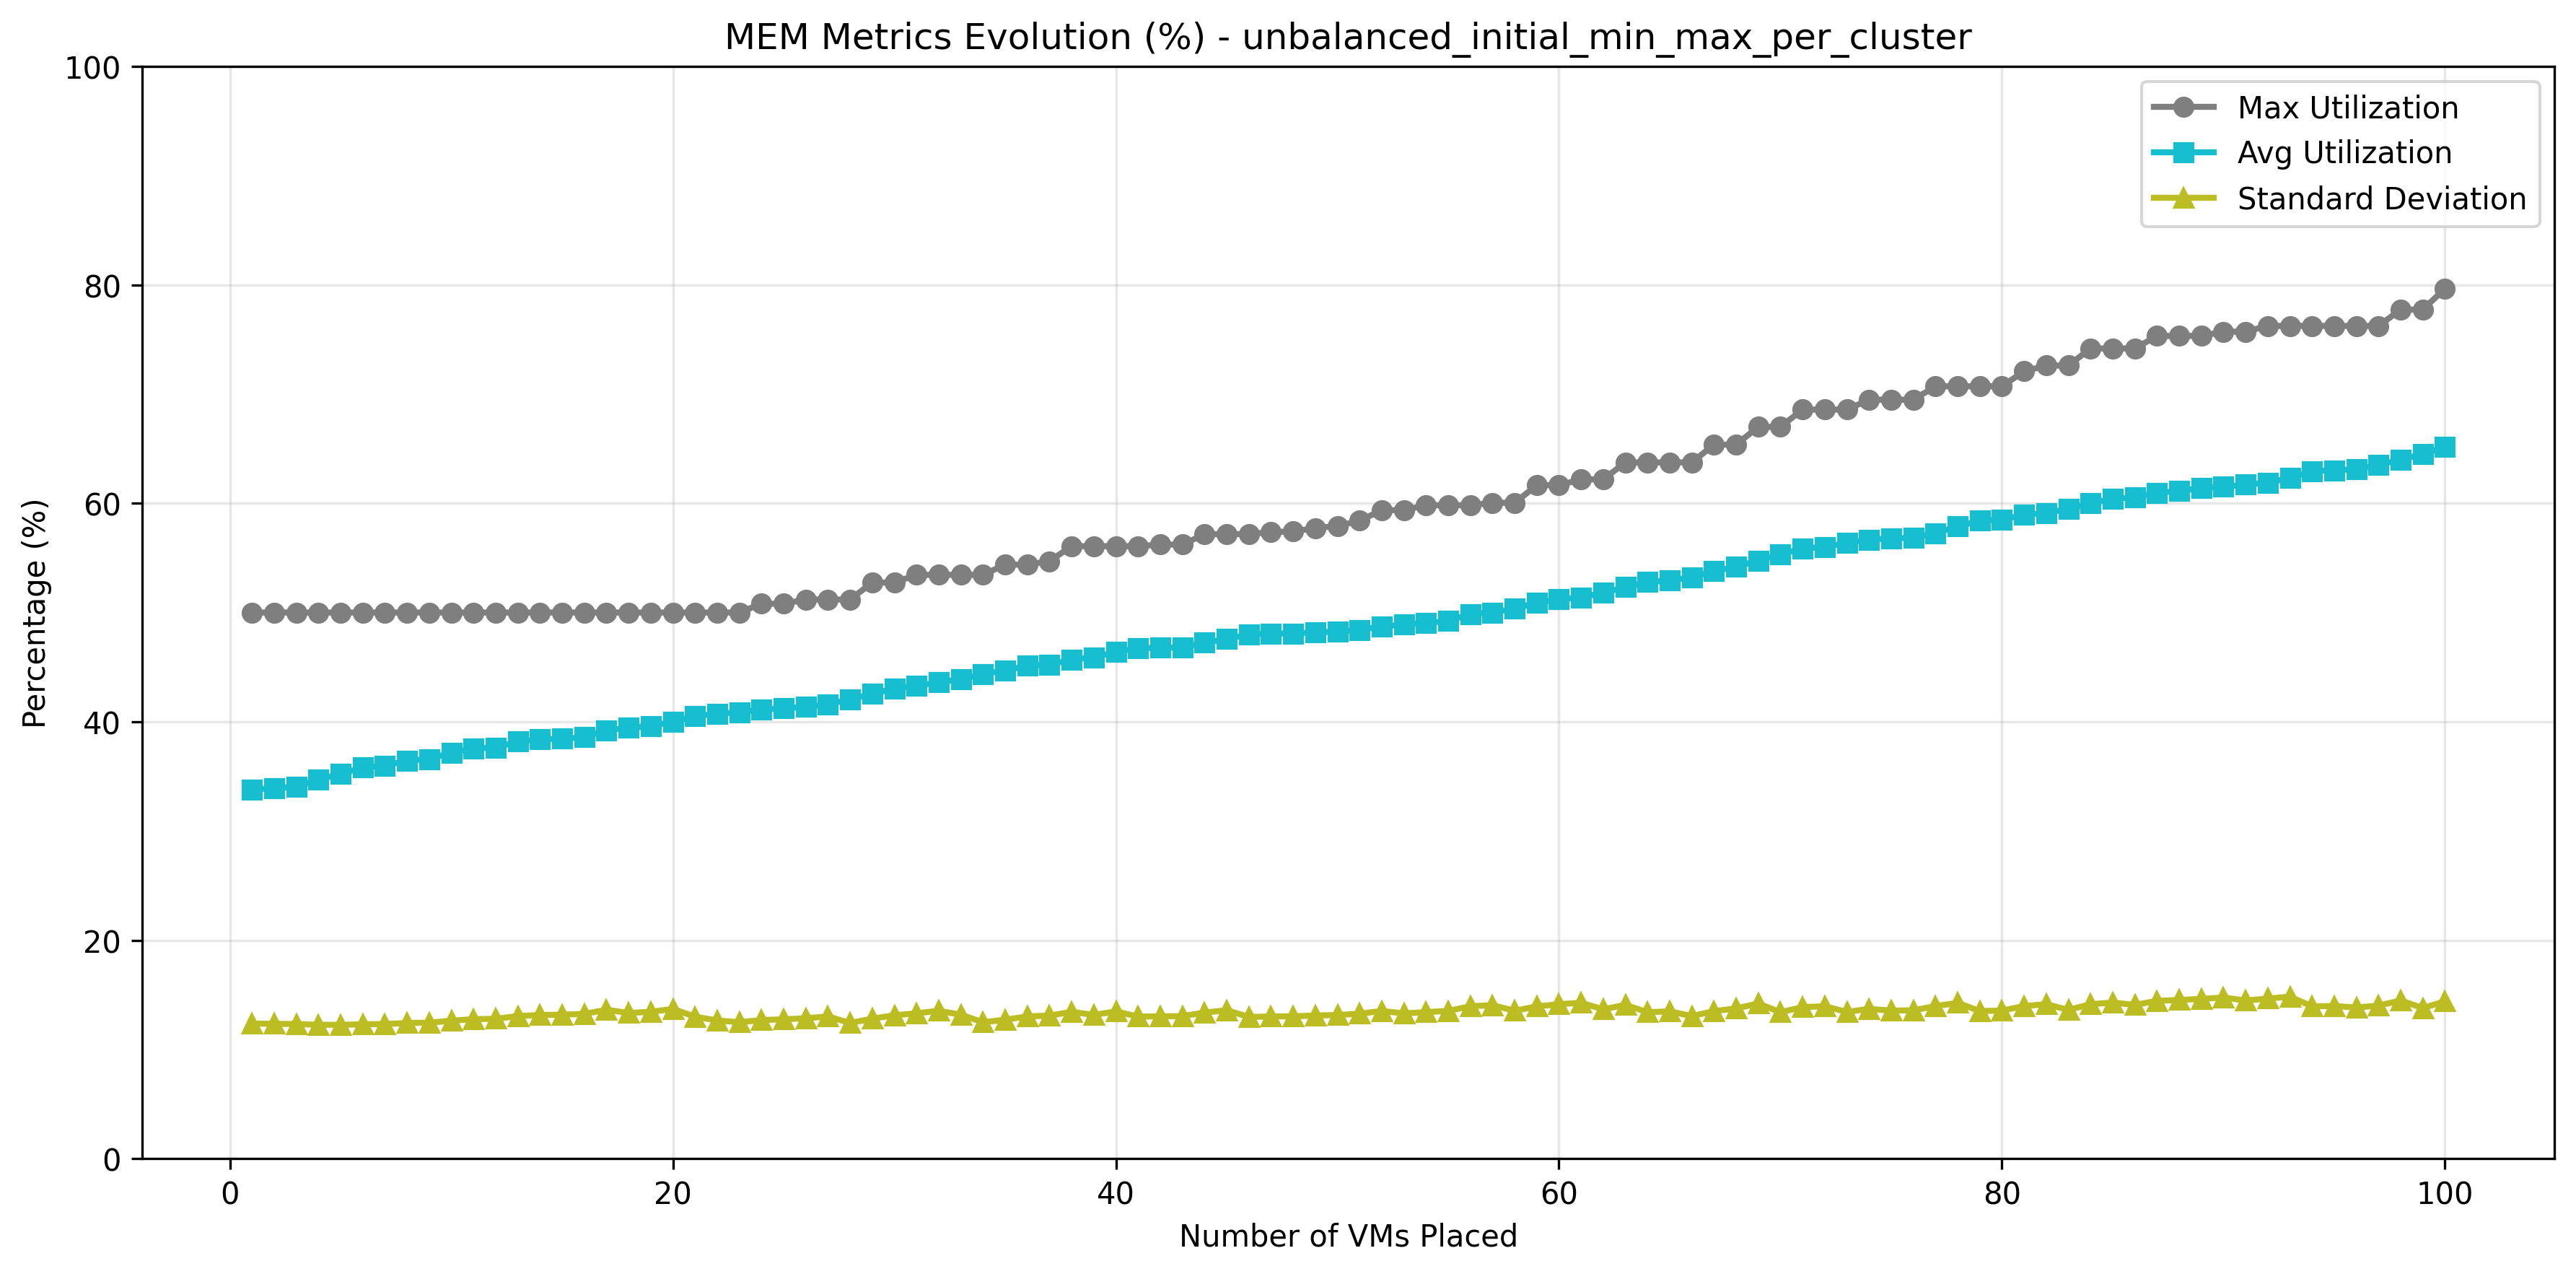 MEM Metrics Evolution (%) - unbalanced_initial_min_max_per_cluster
100
80
60
40
20
0
Percentage (%)
Max Utilization
Avg Utilization
Standard Deviation
0 20 40 60 80 100
Number of VMs Placed